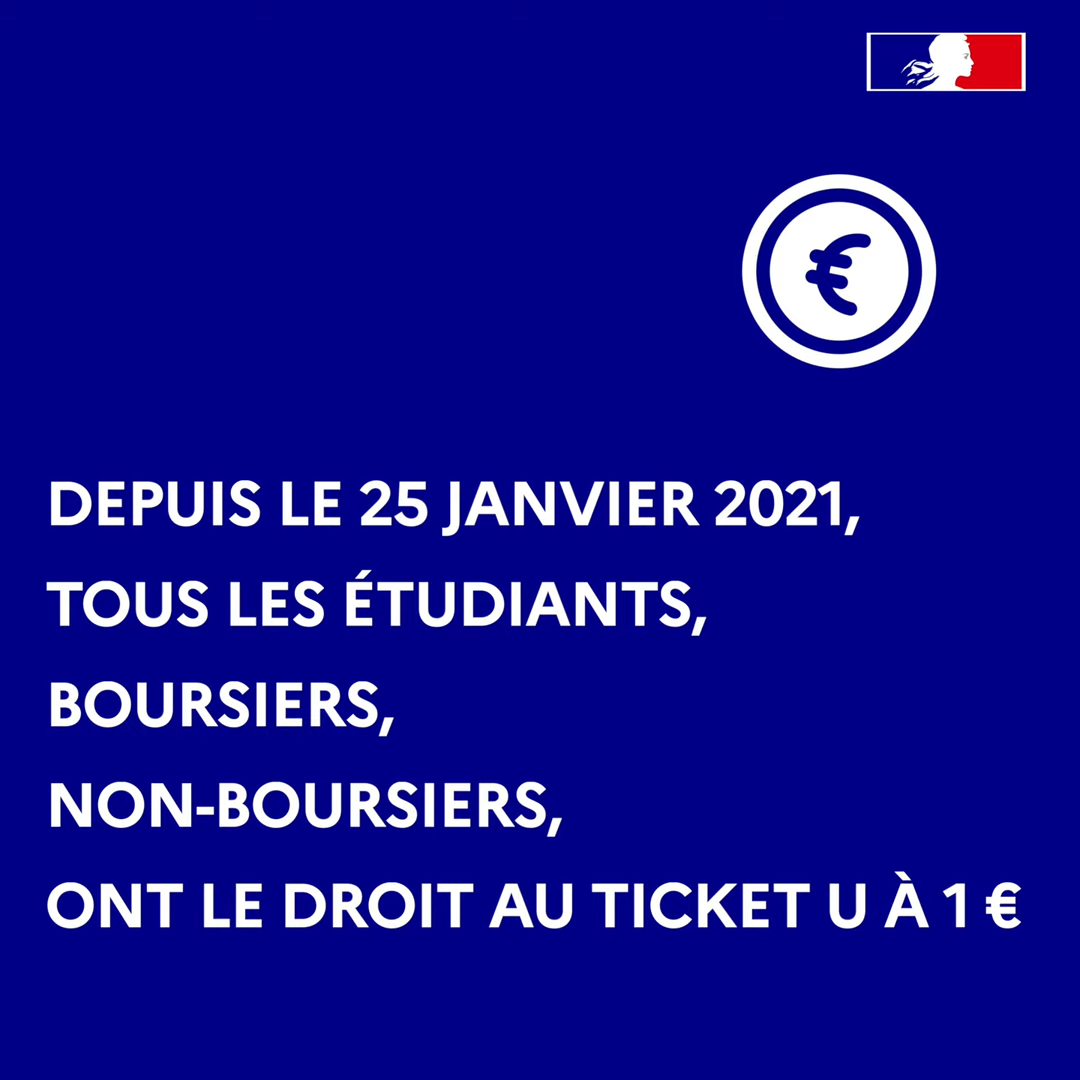 €
DEPUIS LE 25 JANVIER 2021,
TOUS LES ÉTUDIANTS,
BOURSIERS,
NON-BOURSIERS,
ONT LE DROIT AU TICKET U À 1 €